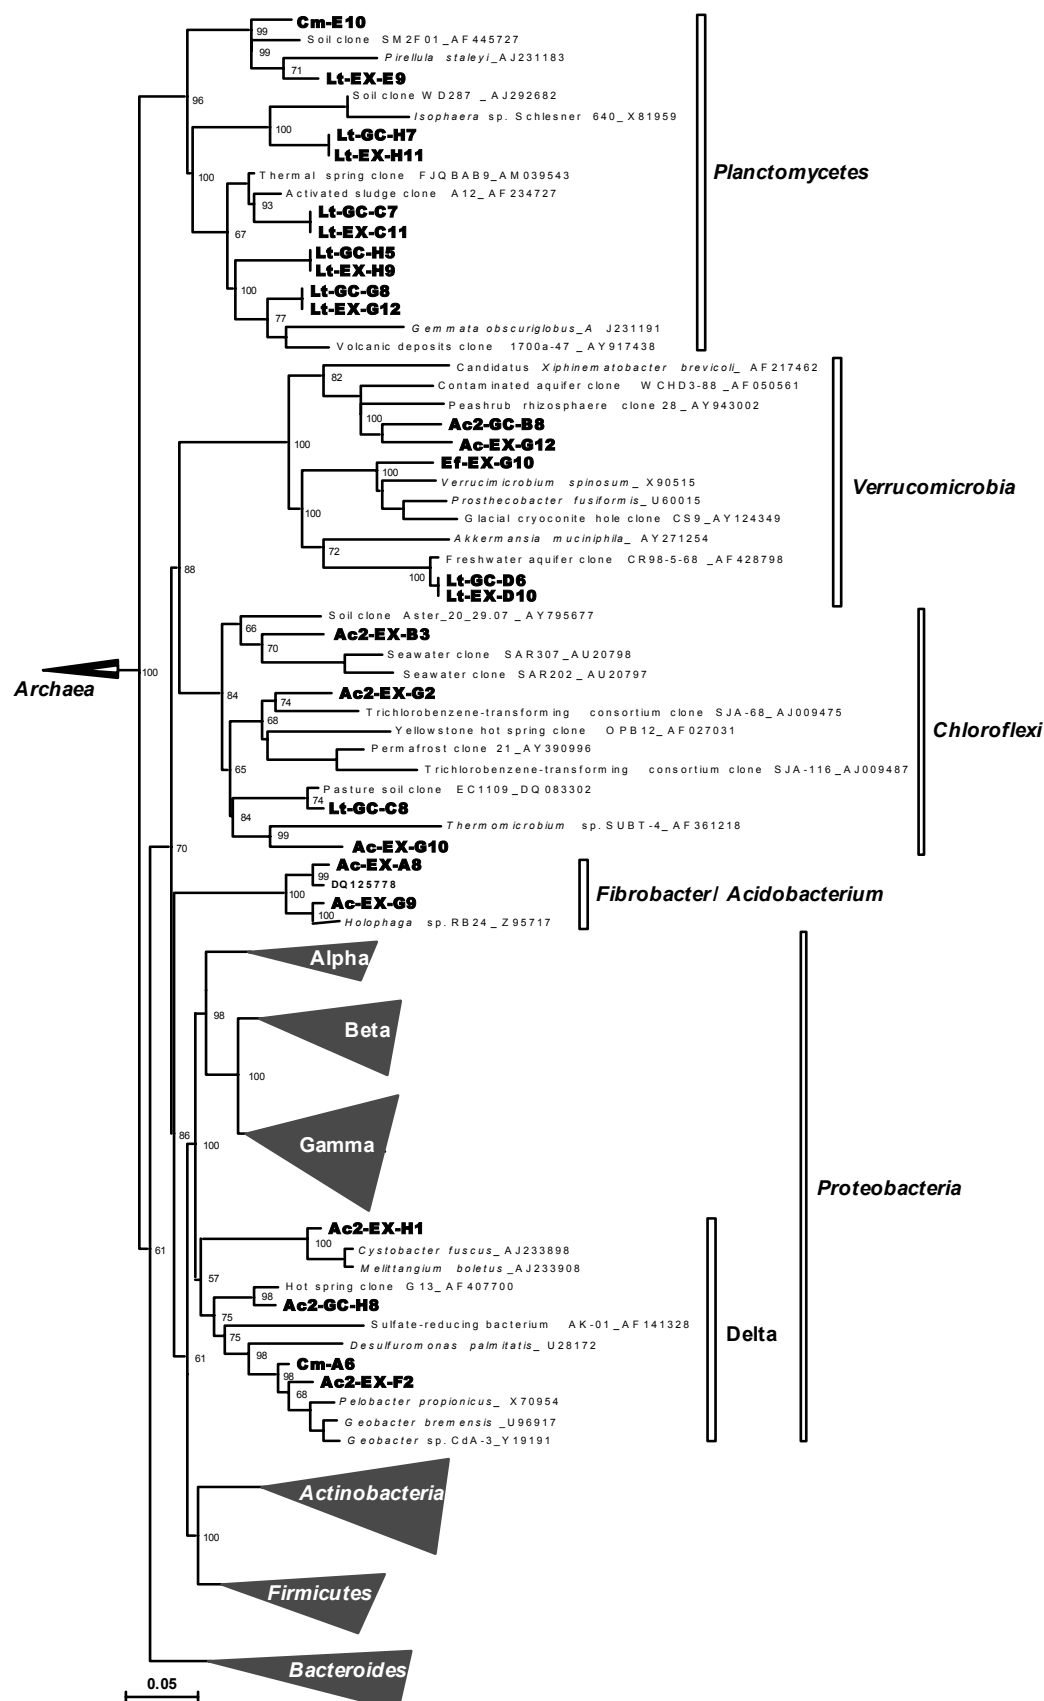 Cm-E10
99
Soil clone SM2F01_AF445727
99
Pirellula staleyi_AJ231183
71
Lt-EX-E9
96
Soil clone WD287 _AJ292682
Isophaera sp. Schlesner 640_X81959
100
Lt-GC-H7
Lt-EX-H11
Planctomycetes
100
Thermal spring clone FJQBAB9_AM039543
Activated sludge clone A12_AF234727
93
Lt-GC-C7
Lt-EX-C11
67
Lt-GC-H5
Lt-EX-H9
100
Lt-GC-G8
Lt-EX-G12
77
Gemmata obscuriglobus_A J231191
Volcanic deposits clone 1700a-47 _AY917438
Candidatus Xiphinematobacter brevicoli_ AF217462
82
Contaminated aquifer clone WCHD3-88 _AF050561
Peashrub rhizosphaere clone 28_AY943002
100
Ac2-GC-B8
100
Ac-EX-G12
Ef-EX-G10
100
Verrucimicrobium spinosum_ X90515
Verrucomicrobia
Prosthecobacter fusiformis_U60015
100
Glacial cryoconite hole clone CS9_AY124349
Akkermansia muciniphila_ AY271254
72
Freshwater aquifer clone CR98-5-68 _AF428798
88
100
Lt-GC-D6
Lt-EX-D10
Soil clone Aster_20_29.07 _AY795677
66
Ac2-EX-B3
70
Seawater clone SAR307_AU20798
100
Seawater clone SAR202_AU20797
Archaea
84
Ac2-EX-G2
74
Trichlorobenzene-transforming consortium clone SJA-68_AJ009475
68
Yellowstone hot spring clone OPB12_AF027031
Chloroflexi
Permafrost clone 21_AY390996
65
Trichlorobenzene-transforming consortium clone SJA-116_AJ009487
Pasture soil clone EC1109_DQ083302
74
Lt-GC-C8
84
Thermomicrobium sp.SUBT-4_AF361218
99
70
Ac-EX-G10
Ac-EX-A8
99
DQ125778
100
Fibrobacter/ Acidobacterium
Ac-EX-G9
100
Holophaga sp.RB24_Z95717
Alpha
98
Beta
100
86
100
Gamma
Proteobacteria
Ac2-EX-H1
100
61
Cystobacter fuscus_AJ233898
Melittangium boletus_AJ233908
57
Hot spring clone G13_AF407700
98
Ac2-GC-H8
75
Sulfate-reducing bacterium AK-01_AF141328
75
Delta
Desulfuromonas palmitatis_U28172
98
61
Cm-A6
98
Ac2-EX-F2
68
Pelobacter propionicus_ X70954
Geobacter bremensis _U96917
Geobacter sp.CdA-3_Y19191
Actinobacteria
100
Firmicutes
Bacteroides
0.05